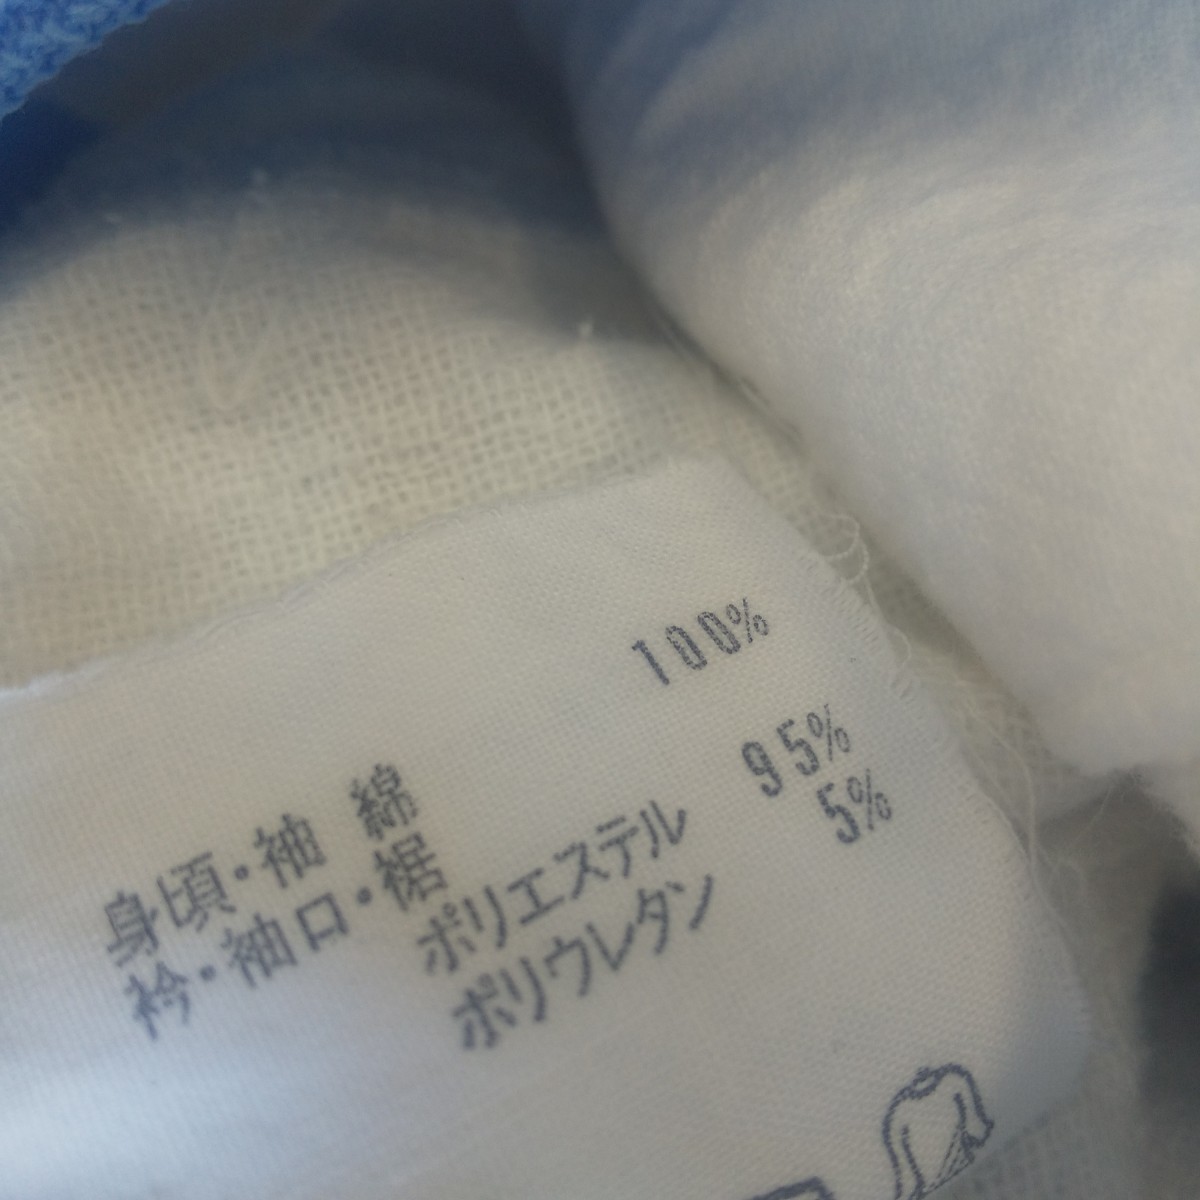 身頃・袖 綿 100%
衿・袖口・裾
ポリエステル 95%
ポリウレタン 5%